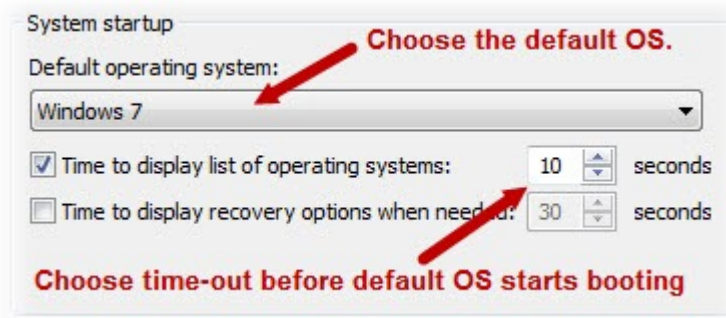 System startup
Choose the default OS.
Default operating system:
Windows 7
Time to display list of operating systems: 10 seconds
Time to display recovery options when needed: 30 seconds
Choose time-out before default OS starts booting